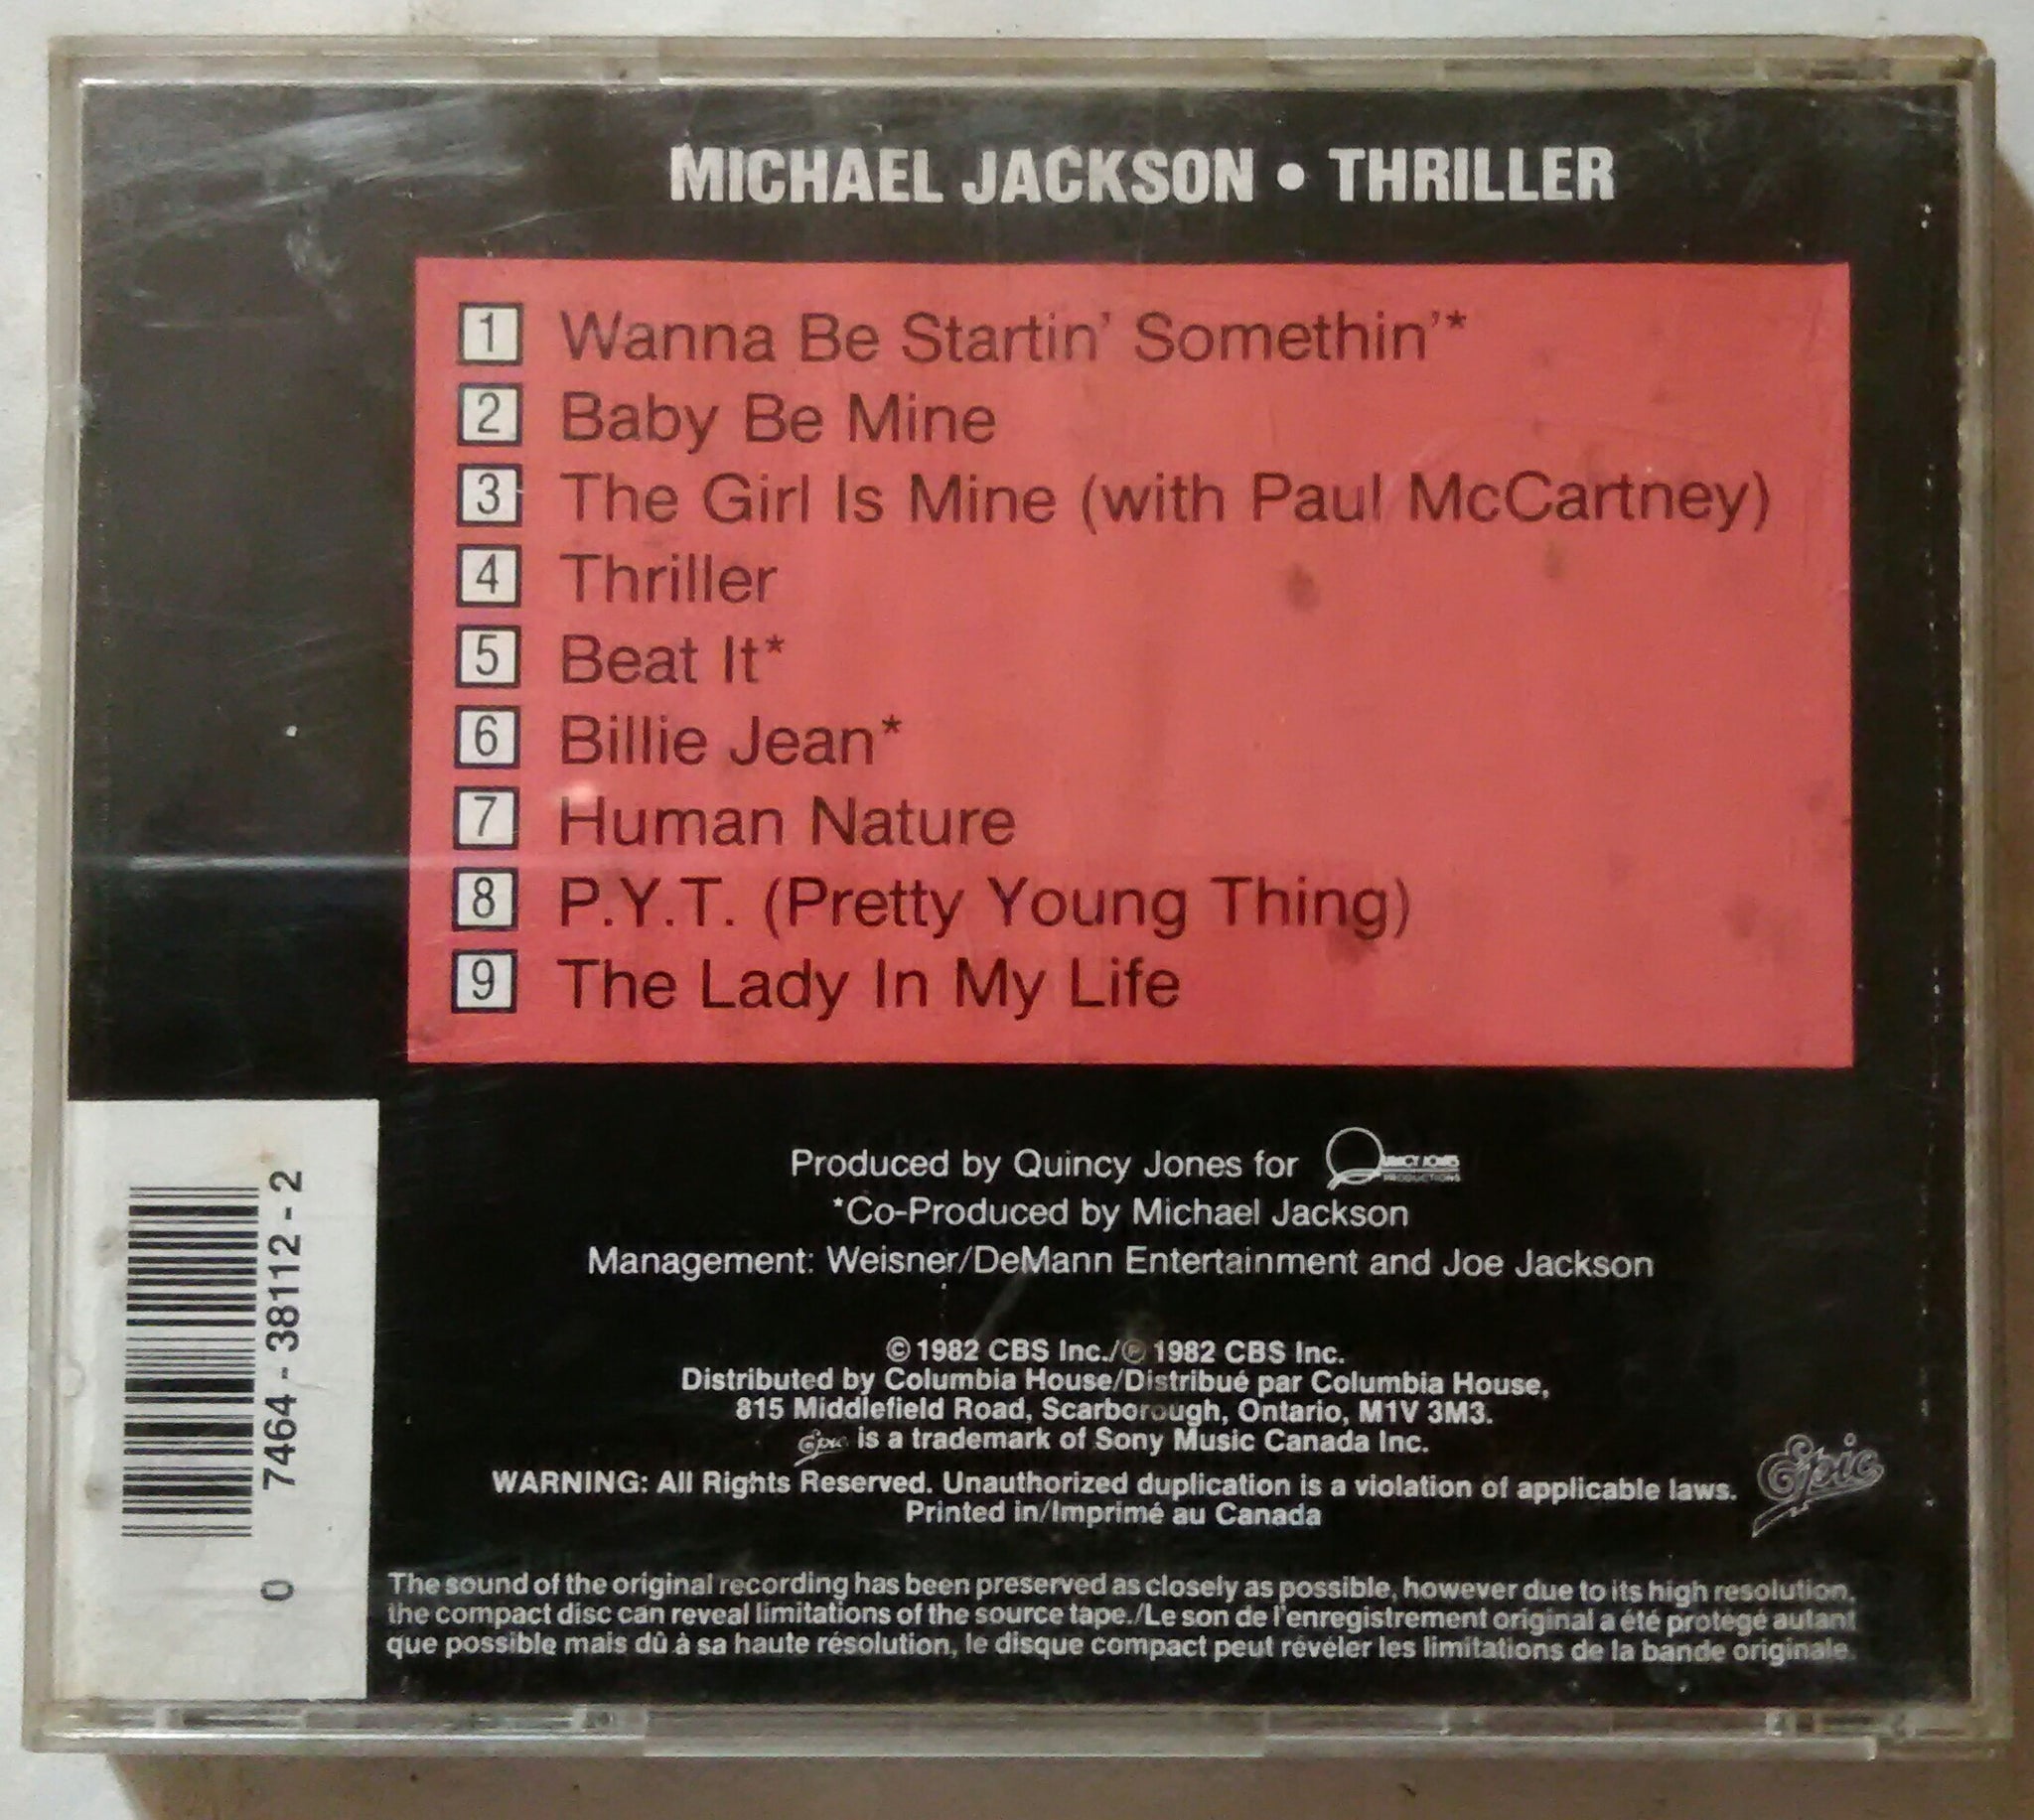 MICHAEL JACKSON • THRILLER
1 Wanna Be Startin' Somethin'*
2 Baby Be Mine
3 The Girl Is Mine (with Paul McCartney)
4 Thriller
5 Beat It*
6 Billie Jean*
7 Human Nature
8 P.Y.T. (Pretty Young Thing)
9 The Lady In My Life
Produced by Quincy Jones for QUINCY JONES
PRODUCTIONS
*Co-Produced by Michael Jackson
Management: Weisner/DeMann Entertainment and Joe Jackson
© 1982 CBS Inc./℗ 1982 CBS Inc.
Distributed by Columbia House/Distribué par Columbia House,
815 Middlefield Road, Scarborough, Ontario, M1V 3M3.
Epic is a trademark of Sony Music Canada Inc.
WARNING: All Rights Reserved. Unauthorized duplication is a violation of applicable laws.
Printed in/Imprimé au Canada
Epic
The sound of the original recording has been preserved as closely as possible, however due to its high resolution,
the compact disc can reveal limitations of the source tape./Le son de l'enregistrement original a été protégé autant
que possible mais dû à sa haute résolution, le disque compact peut révéler les limitations de la bande originale.
0 7464-38112-2